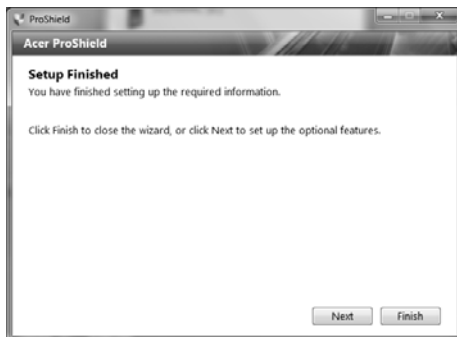 ProShield
Acer ProShield
Setup Finished
You have finished setting up the required information.
Click Finish to close the wizard, or click Next to set up the optional features.
Next
Finish